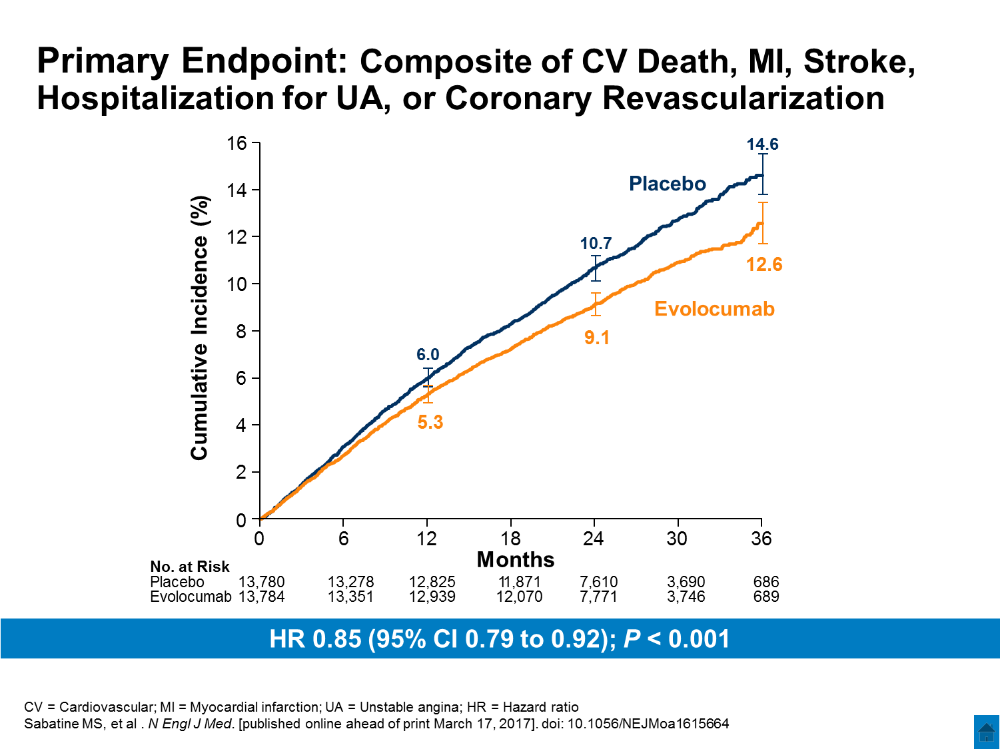 Primary Endpoint: Composite of CV Death, MI, Stroke,
Hospitalization for UA, or Coronary Revascularization
Cumulative Incidence (%)
16
14
12
10
8
6
4
2
0
14.6
Placebo
10.7
12.6
Evolocumab
9.1
6.0
5.3
0 6 12 18 24 30 36
Months
No. at Risk
Placebo 13,780 13,278 12,825 11,871 7,610 3,690 686
Evolocumab 13,784 13,351 12,939 12,070 7,771 3,746 689
HR 0.85 (95% CI 0.79 to 0.92); P < 0.001
CV = Cardiovascular; MI = Myocardial infarction; UA = Unstable angina; HR = Hazard ratio
Sabatine MS, et al . N Engl J Med. [published online ahead of print March 17, 2017]. doi: 10.1056/NEJMoa1615664